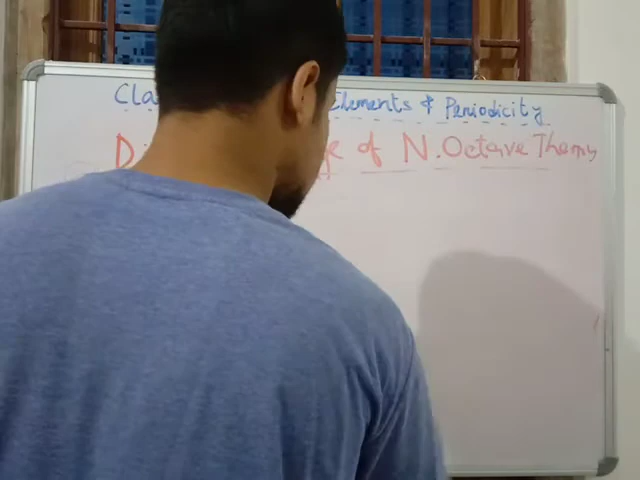 Cla Elements & Periodicity
D of N. Octave Theory